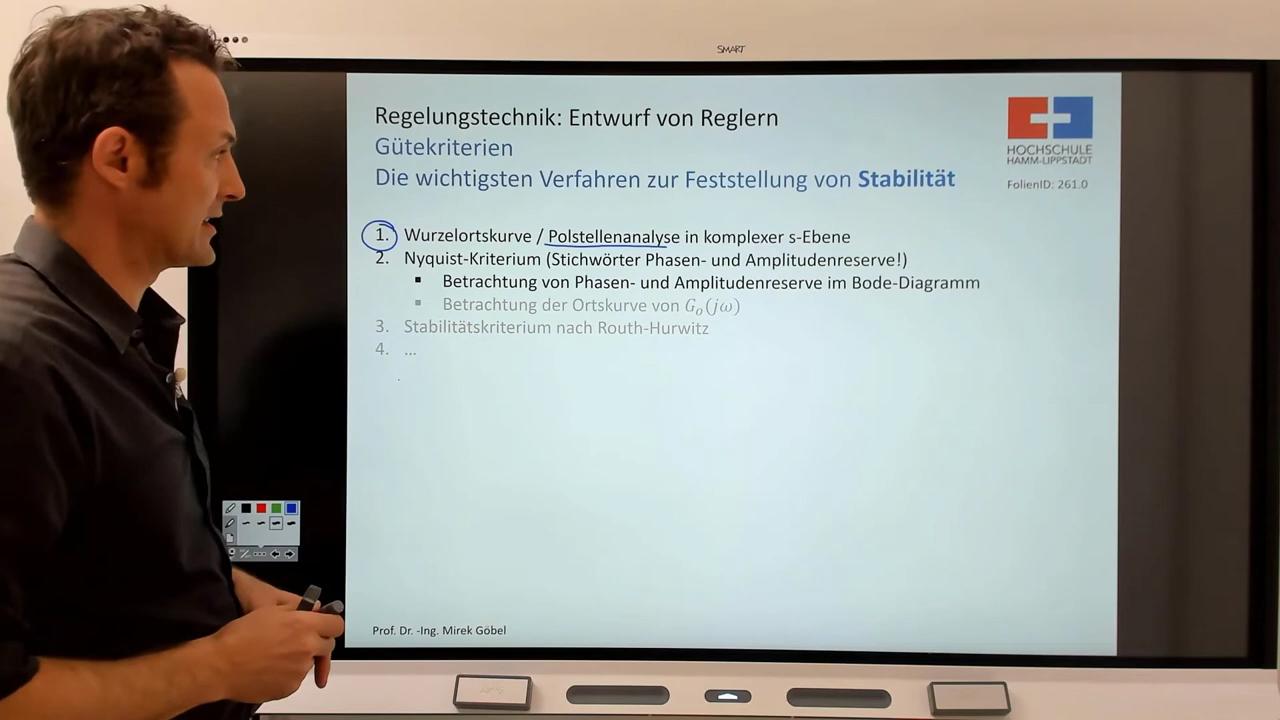 SMART
Regelungstechnik: Entwurf von Reglern
Gütekriterien
Die wichtigsten Verfahren zur Feststellung von Stabilität
HOCHSCHULE
HAMM-LIPPSTADT
FolienID: 261.0
1. Wurzelortskurve / Polstellenanalyse in komplexer s-Ebene
2. Nyquist-Kriterium (Stichwörter Phasen- und Amplitudenreserve!)
▪ Betrachtung von Phasen- und Amplitudenreserve im Bode-Diagramm
▪ Betrachtung der Ortskurve von Gₒ(jω)
3. Stabilitätskriterium nach Routh-Hurwitz
4. ...
Prof. Dr. -Ing. Mirek Göbel